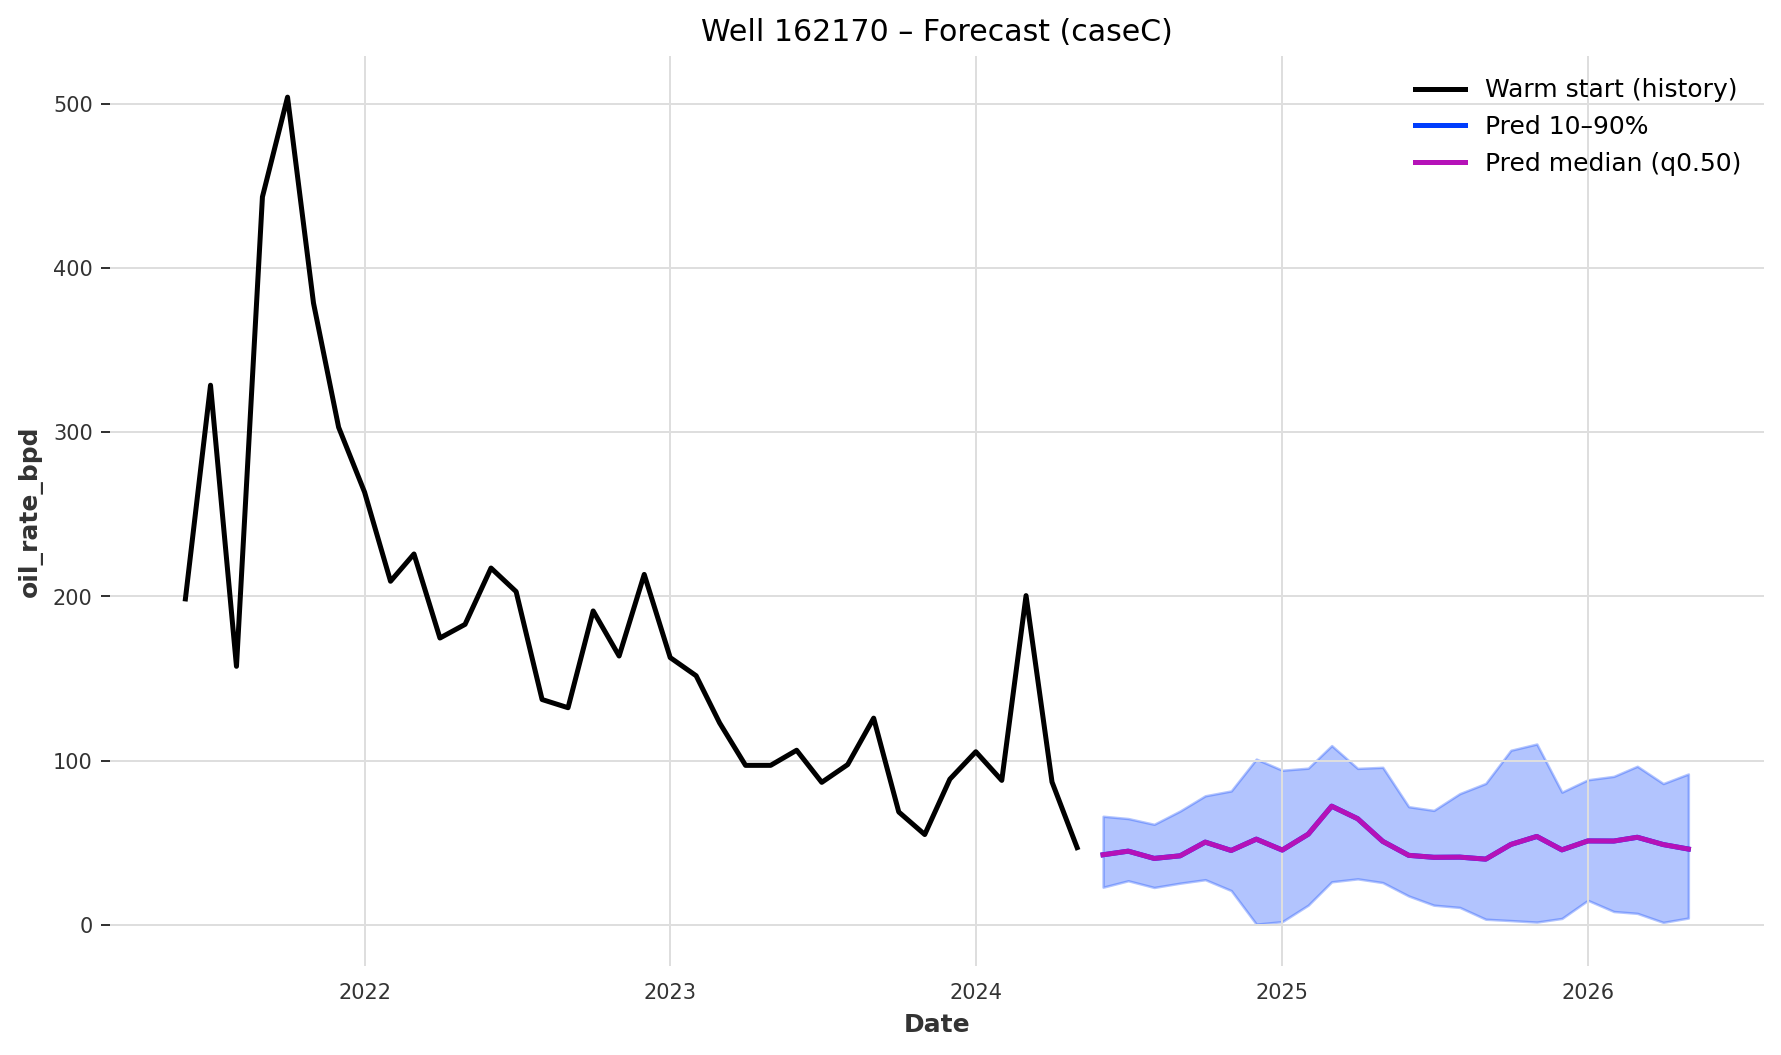 Well 162170 – Forecast (caseC)
Warm start (history)
Pred 10–90%
Pred median (q0.50)
oil_rate_bpd
500
400
300
200
100
0
2022
2023
2024
2025
2026
Date